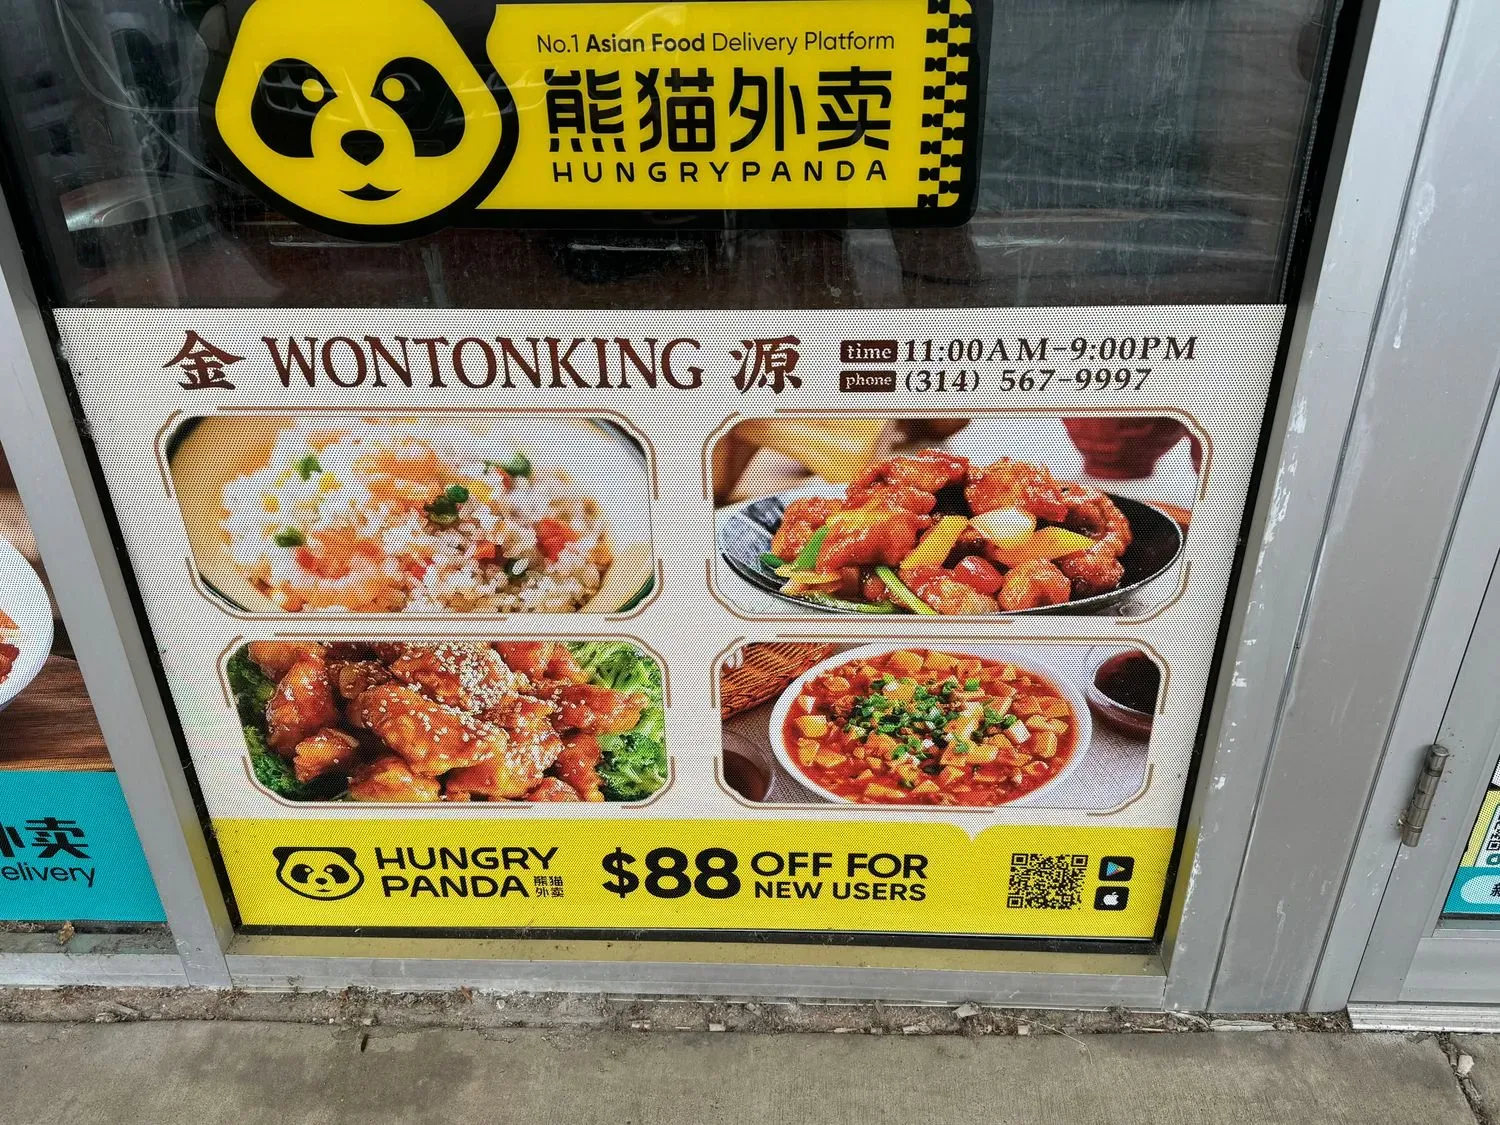 No.1 Asian Food Delivery Platform
熊猫外卖
HUNGRYPANDA
金 WONTONKING 源
time 11:00AM-9:00PM
phone (314) 567-9997
HUNGRY
PANDA 熊猫
外卖
$88 OFF FOR
NEW USERS
外卖
elivery